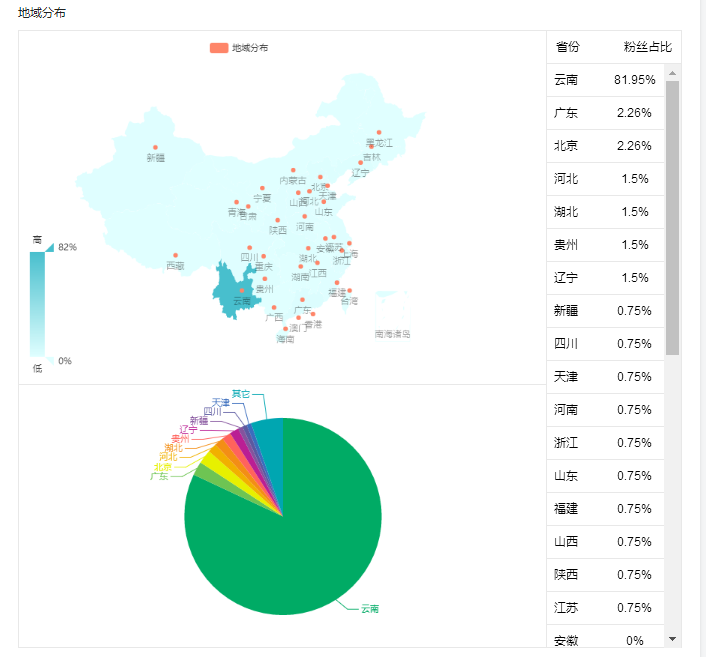 地域分布
地域分布
黑龙江
吉林
新疆
辽宁
内蒙古
北京
天津
宁夏
山西
河北
山东
青海
甘肃
陕西
河南
高
82%
四川
重庆
湖北
安徽
江苏
上海
浙江
西藏
湖南
江西
贵州
云南
福建
台湾
广西
广东
澳门
香港
海南
南海诸岛
0%
低
其它
天津
四川
新疆
辽宁
贵州
湖北
河北
北京
广东
云南
省份 粉丝占比
云南 81.95%
广东 2.26%
北京 2.26%
河北 1.5%
湖北 1.5%
贵州 1.5%
辽宁 1.5%
新疆 0.75%
四川 0.75%
天津 0.75%
河南 0.75%
浙江 0.75%
山东 0.75%
福建 0.75%
山西 0.75%
陕西 0.75%
江苏 0.75%
安徽 0%